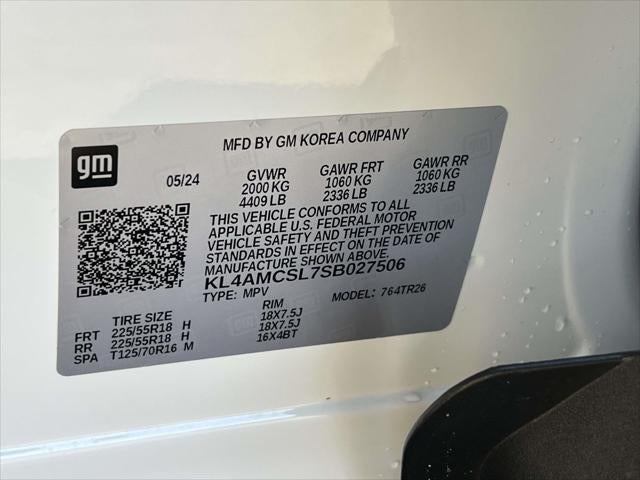 MFD BY GM KOREA COMPANY
gm
05/24
GVWR GAWR FRT GAWR RR
2000 KG 1060 KG 1060 KG
4409 LB 2336 LB 2336 LB
THIS VEHICLE CONFORMS TO ALL
APPLICABLE U.S. FEDERAL MOTOR
VEHICLE SAFETY AND THEFT PREVENTION
STANDARDS IN EFFECT ON THE DATE OF
MANUFACTURE SHOWN ABOVE.
KL4AMCSL7SB027506
TYPE: MPV MODEL: 764TR26
TIRE SIZE RIM
FRT 225/55R18 H 18X7.5J
RR 225/55R18 H 18X7.5J
SPA T125/70R16 M 16X4BT